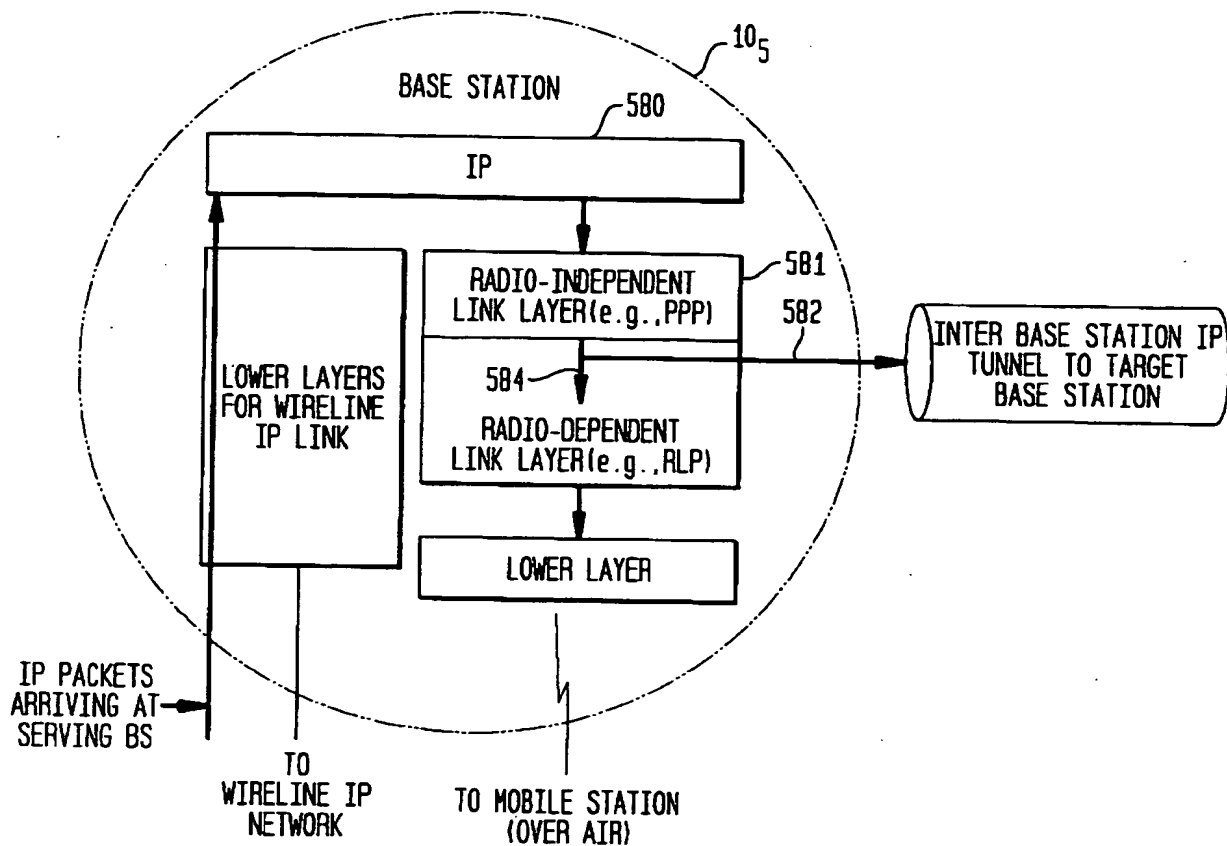 10₅
BASE STATION
580
IP
581
RADIO-INDEPENDENT
LINK LAYER(e.g.,PPP)
582
INTER BASE STATION IP
TUNNEL TO TARGET
BASE STATION
584
LOWER LAYERS
FOR WIRELINE
IP LINK
RADIO-DEPENDENT
LINK LAYER(e.g.,RLP)
LOWER LAYER
IP PACKETS
ARRIVING AT
SERVING BS
TO
WIRELINE IP
NETWORK
TO MOBILE STATION
(OVER AIR)